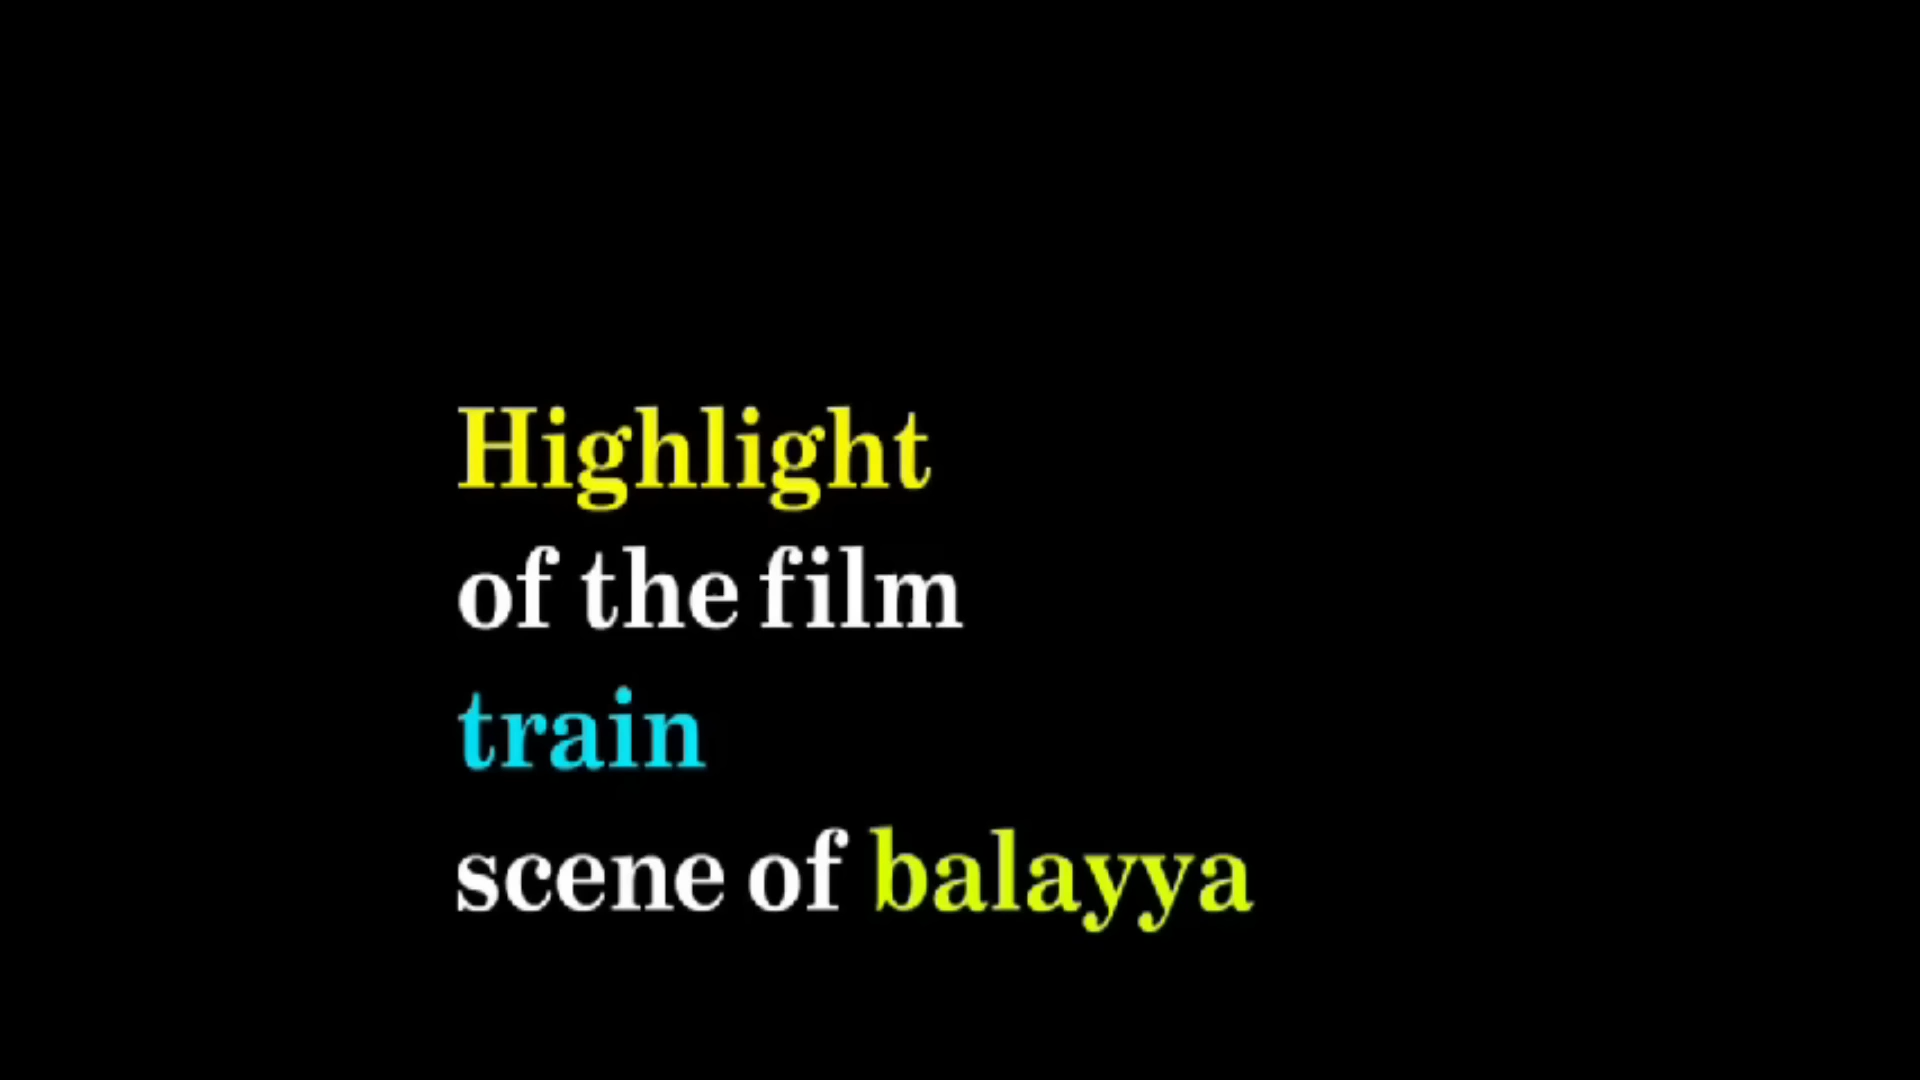 Highlight
of the film
train
scene of balayya